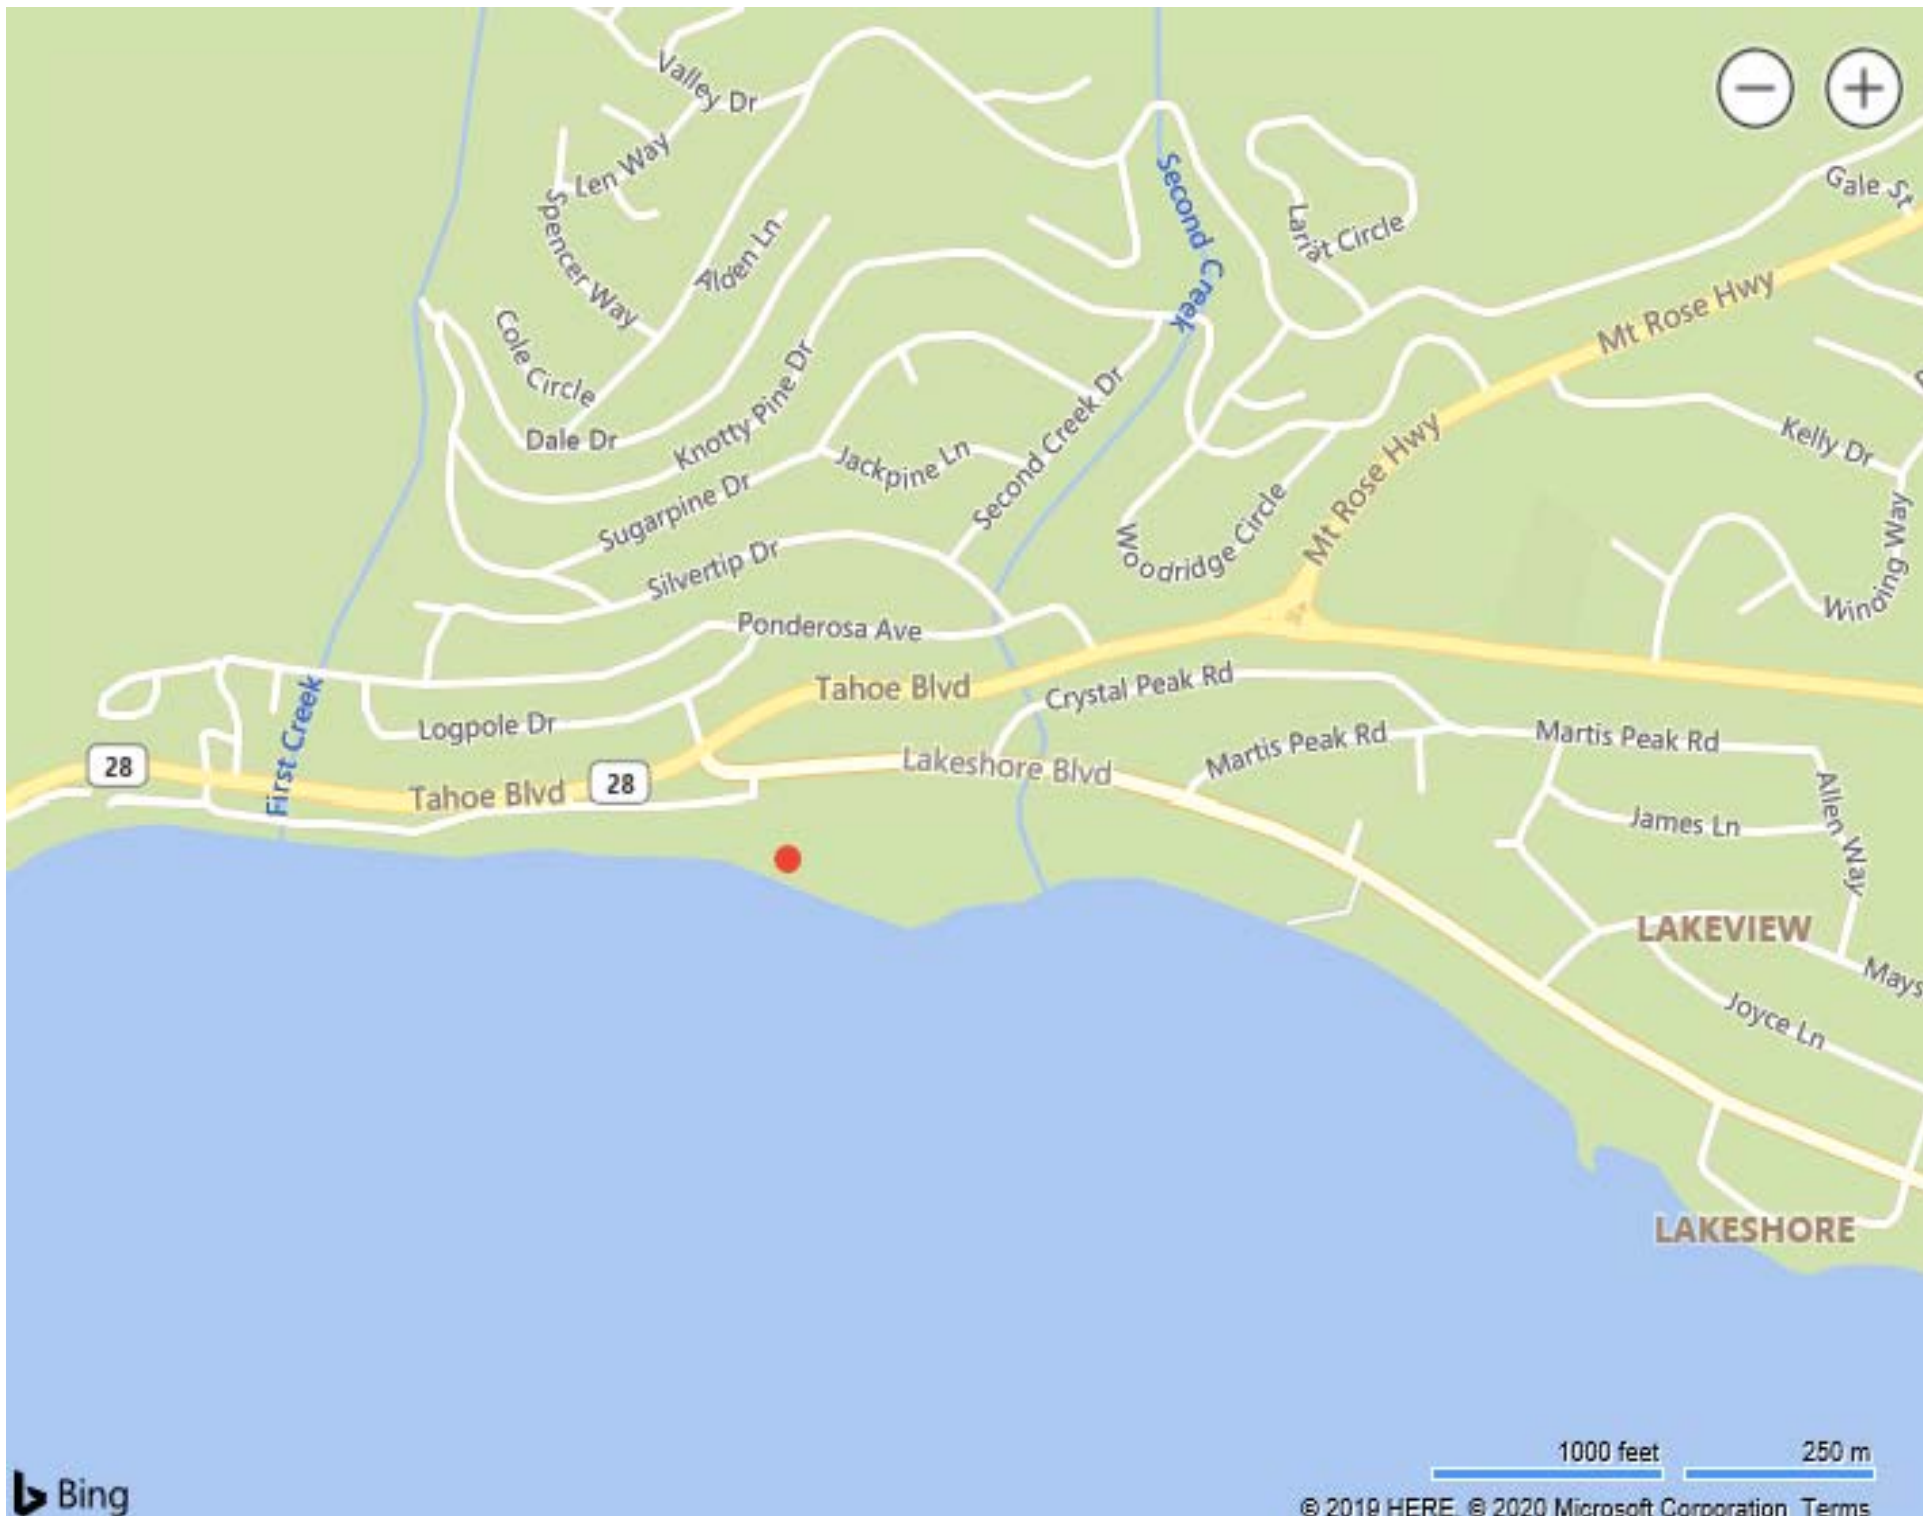 Valley Dr
Len Way
Spencer Way
Alden Ln
Second Creek
Lariat Circle
Gale St
Mt Rose Hwy
Cole Circle
Dale Dr
Knotty Pine Dr
Jackpine Ln
Second Creek Dr
Mt Rose Hwy
Kelly Dr
Sugarpine Dr
Woodridge Circle
Winding Way
Silvertip Dr
Ponderosa Ave
Tahoe Blvd
Crystal Peak Rd
First Creek
Logpole Dr
Martis Peak Rd
Martis Peak Rd
28
Tahoe Blvd
28
Lakeshore Blvd
Allen Way
James Ln
LAKEVIEW
Mays
Joyce Ln
LAKESHORE
1000 feet
250 m
Bing
© 2019 HERE, © 2020 Microsoft Corporation Terms